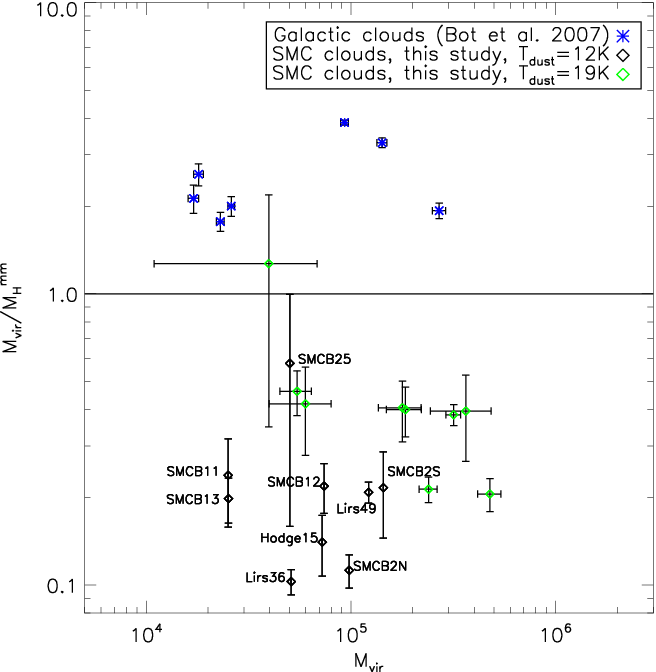 10.0
Galactic clouds (Bot et al. 2007)
SMC clouds, this study, T_dust=12K
SMC clouds, this study, T_dust=19K
M_vir/M_H^mm
1.0
SMCB25
SMCB11
SMCB12
SMCB2S
SMCB13
Lirs49
Hodge15
SMCB2N
Lirs36
0.1
10^4
10^5
10^6
M_vir